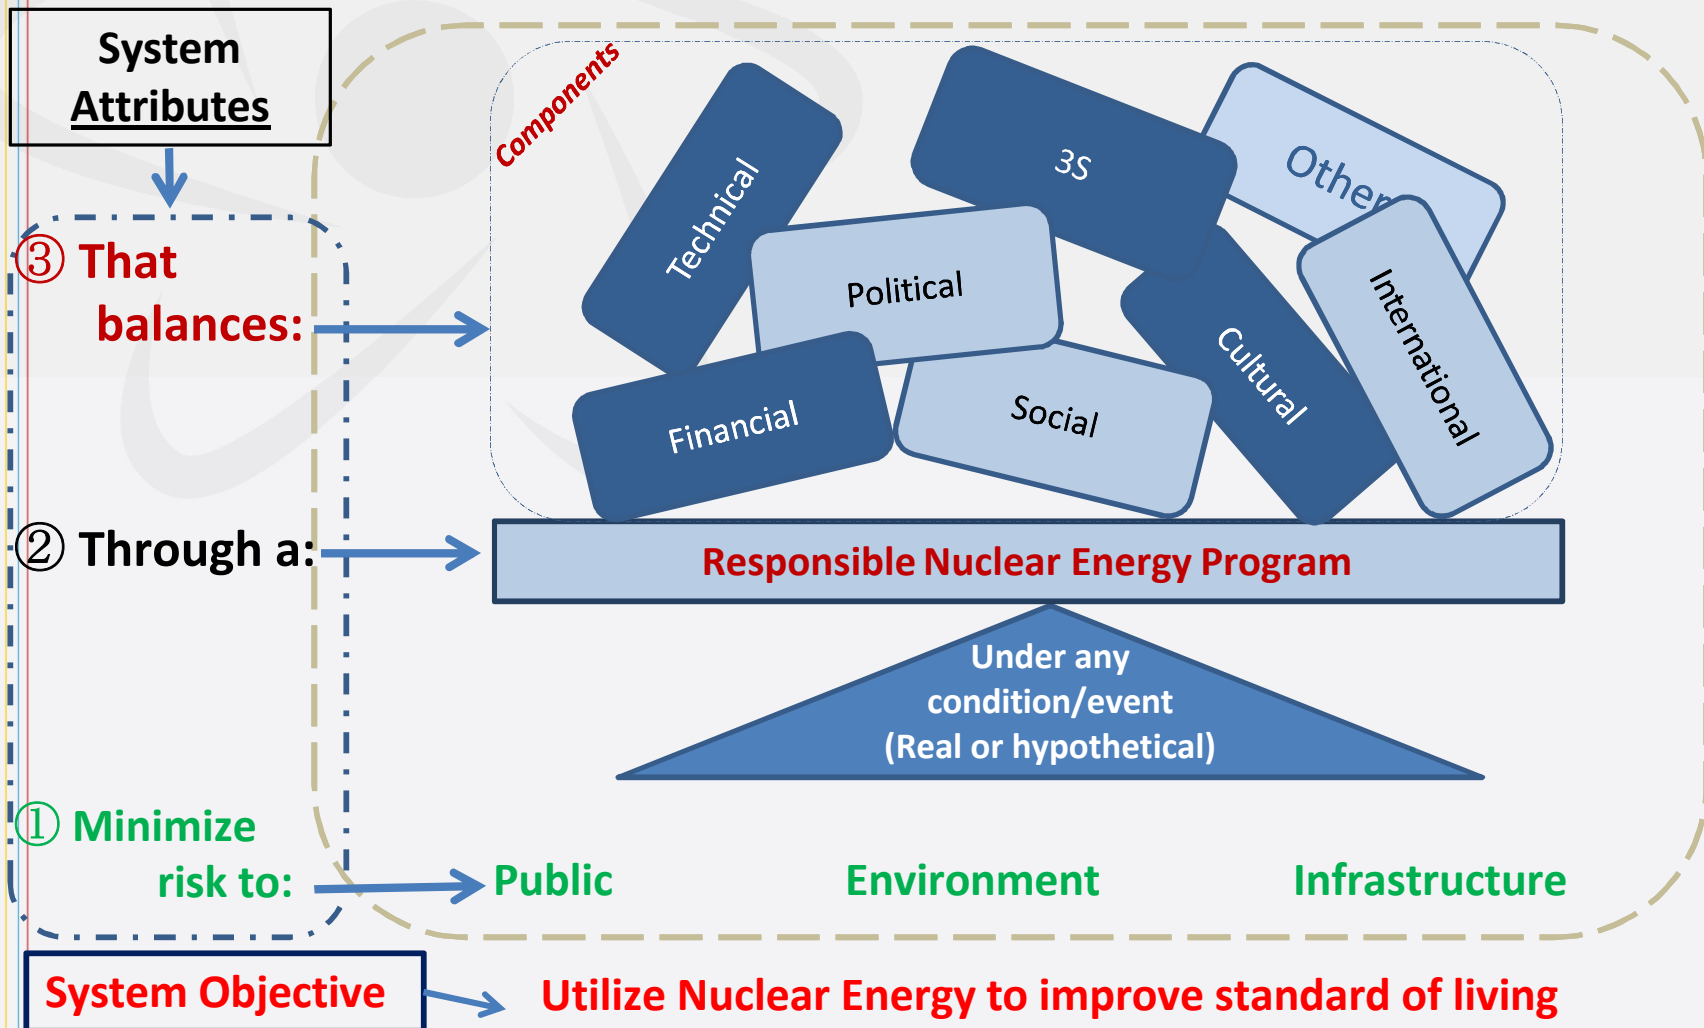 System
Attributes
Components
Technical
3S
Other
Political
International
Cultural
Financial
Social
③ That
balances:
② Through a:
Responsible Nuclear Energy Program
Under any
condition/event
(Real or hypothetical)
① Minimize
risk to:
Public
Environment
Infrastructure
System Objective
Utilize Nuclear Energy to improve standard of living